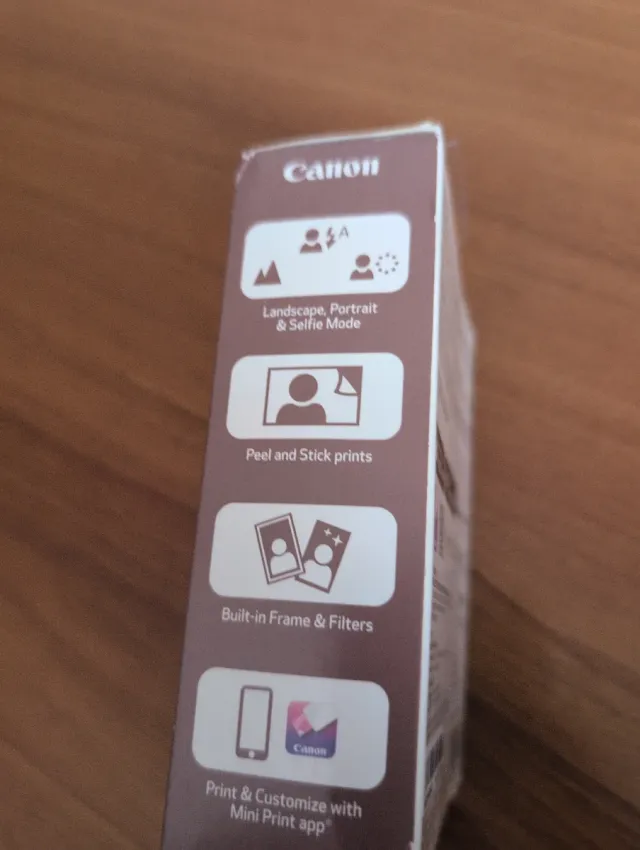 Canon
A
Landscape, Portrait
& Selfie Mode
Peel and Stick prints
Built-in Frame & Filters
Canon
Print & Customize with
Mini Print app*